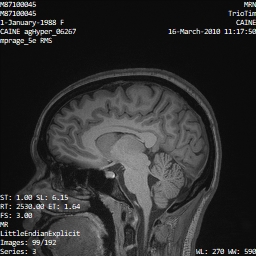 M87100045
M87100045
1-January-1988 F
CAINE agHyper_06267
mprage_5e RMS
MRN
TrioTim
CAINE
16-March-2010 11:17:50
ST: 1.00 SL: 6.15
RT: 2530.00 ET: 1.64
FS: 3.00
MR
LittleEndianExplicit
Images: 99/192
Series: 3
WL: 270 WW: 590